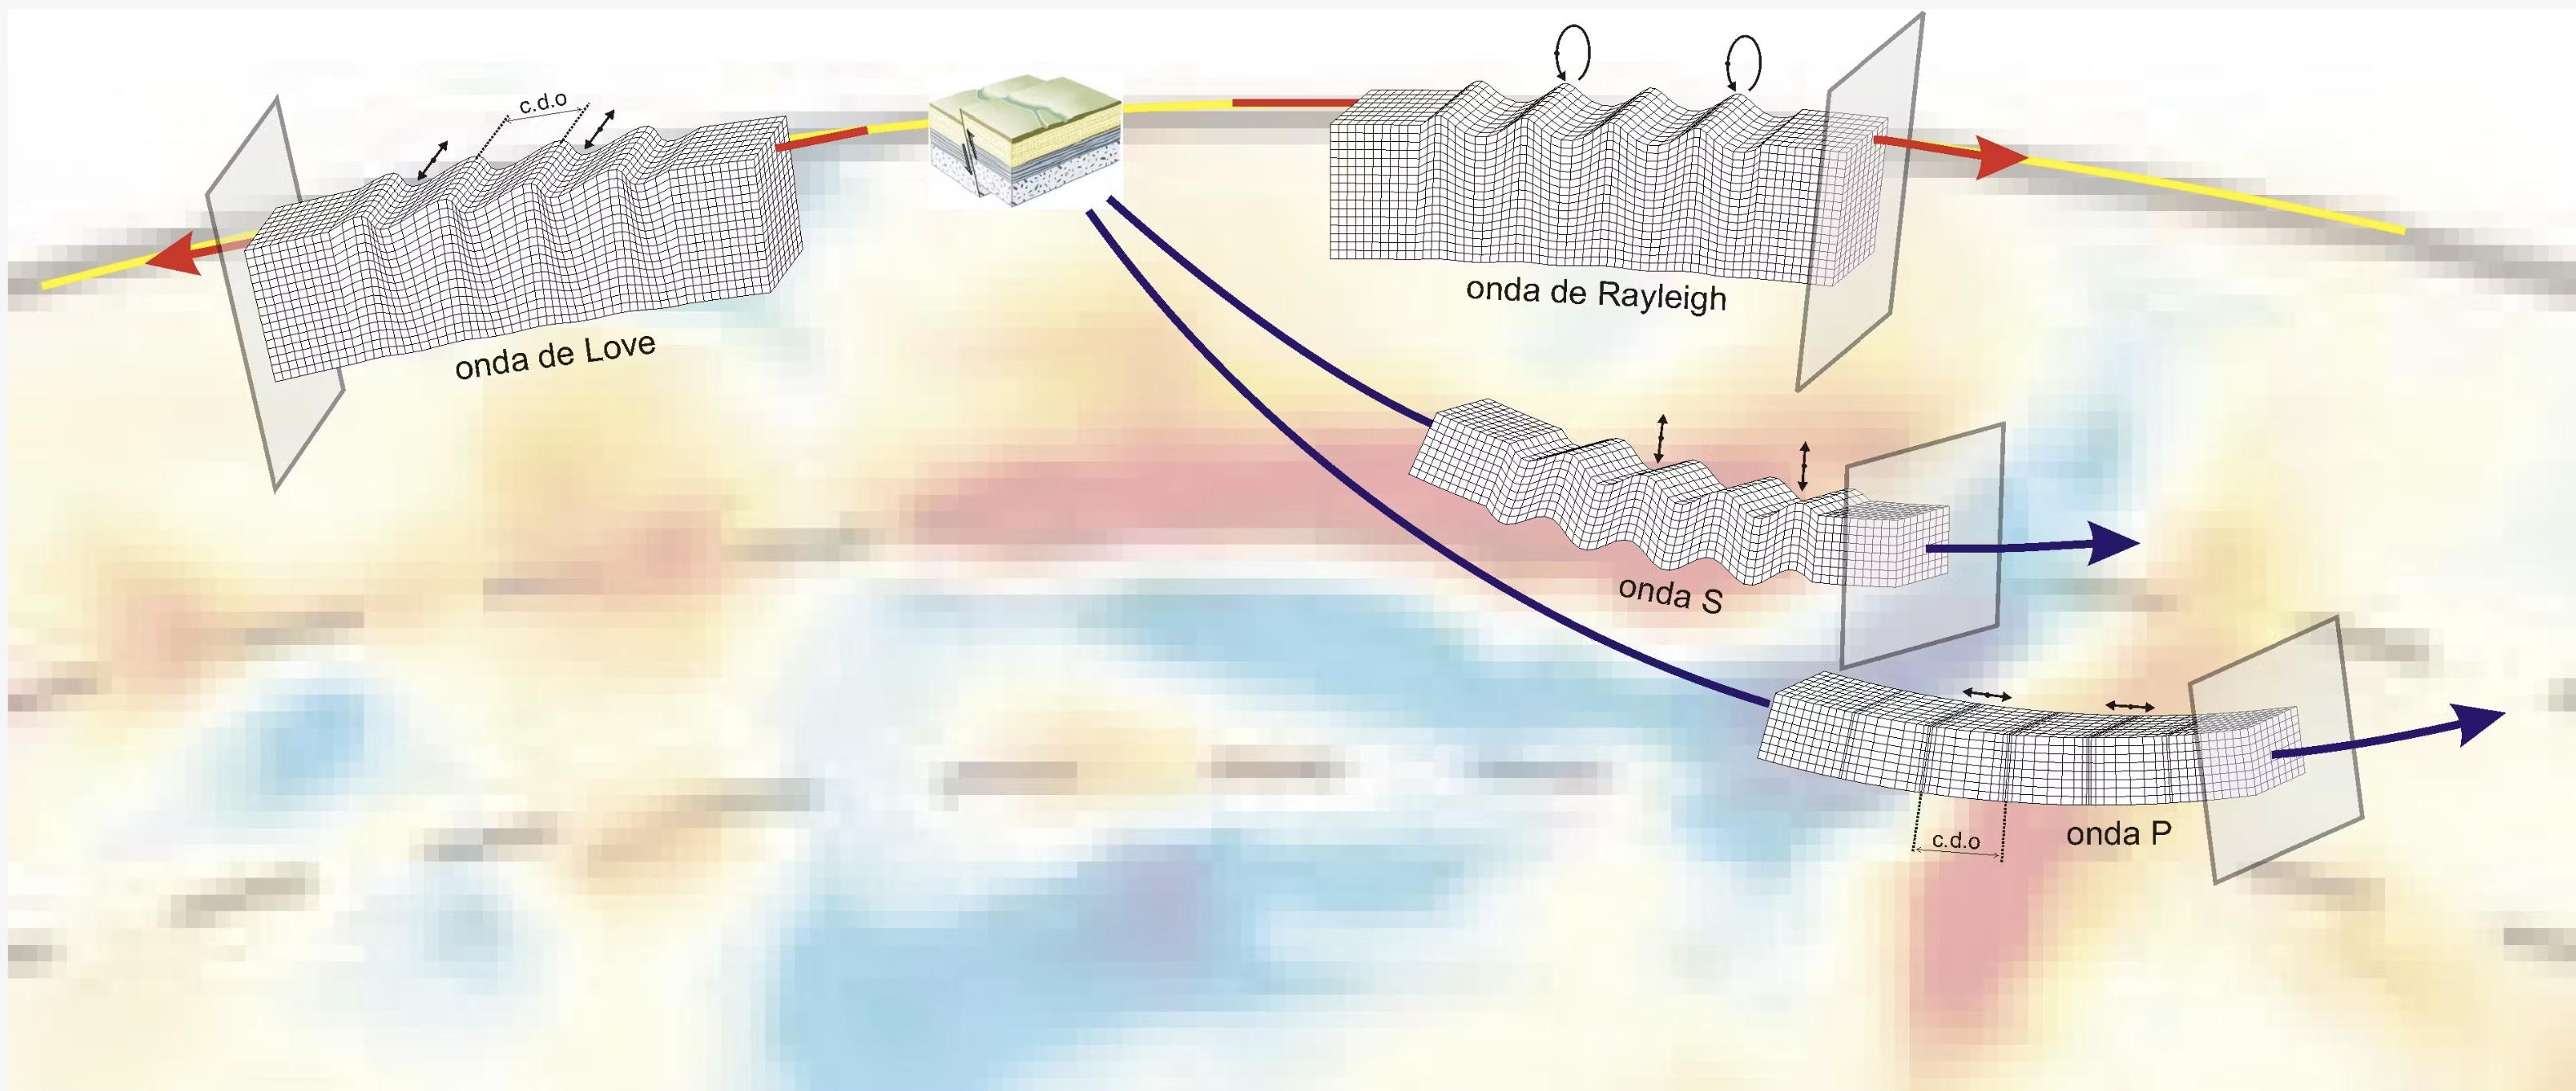 c.d.o
onda de Love
onda de Rayleigh
onda S
c.d.o
onda P